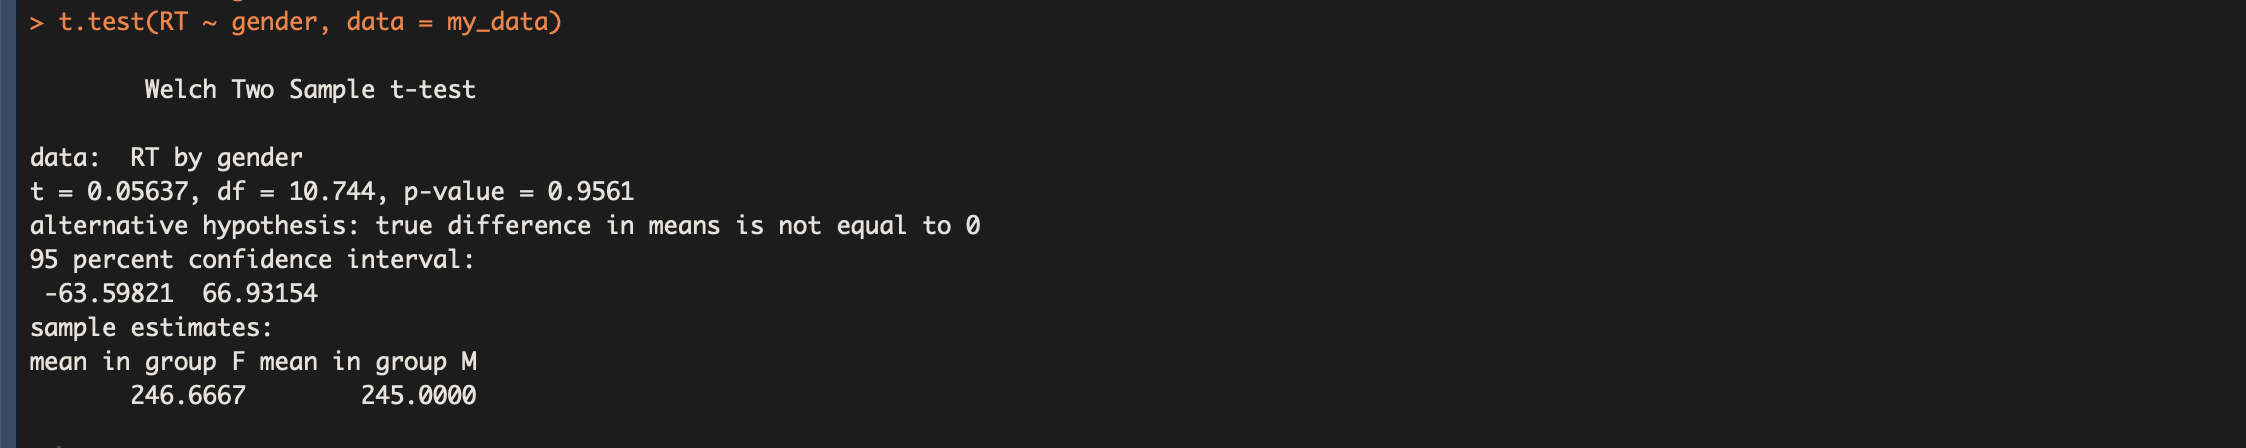 > t.test(RT ~ gender, data = my_data)
Welch Two Sample t-test
data:  RT by gender
t = 0.05637, df = 10.744, p-value = 0.9561
alternative hypothesis: true difference in means is not equal to 0
95 percent confidence interval:
-63.59821  66.93154
sample estimates:
mean in group F mean in group M
246.6667        245.0000